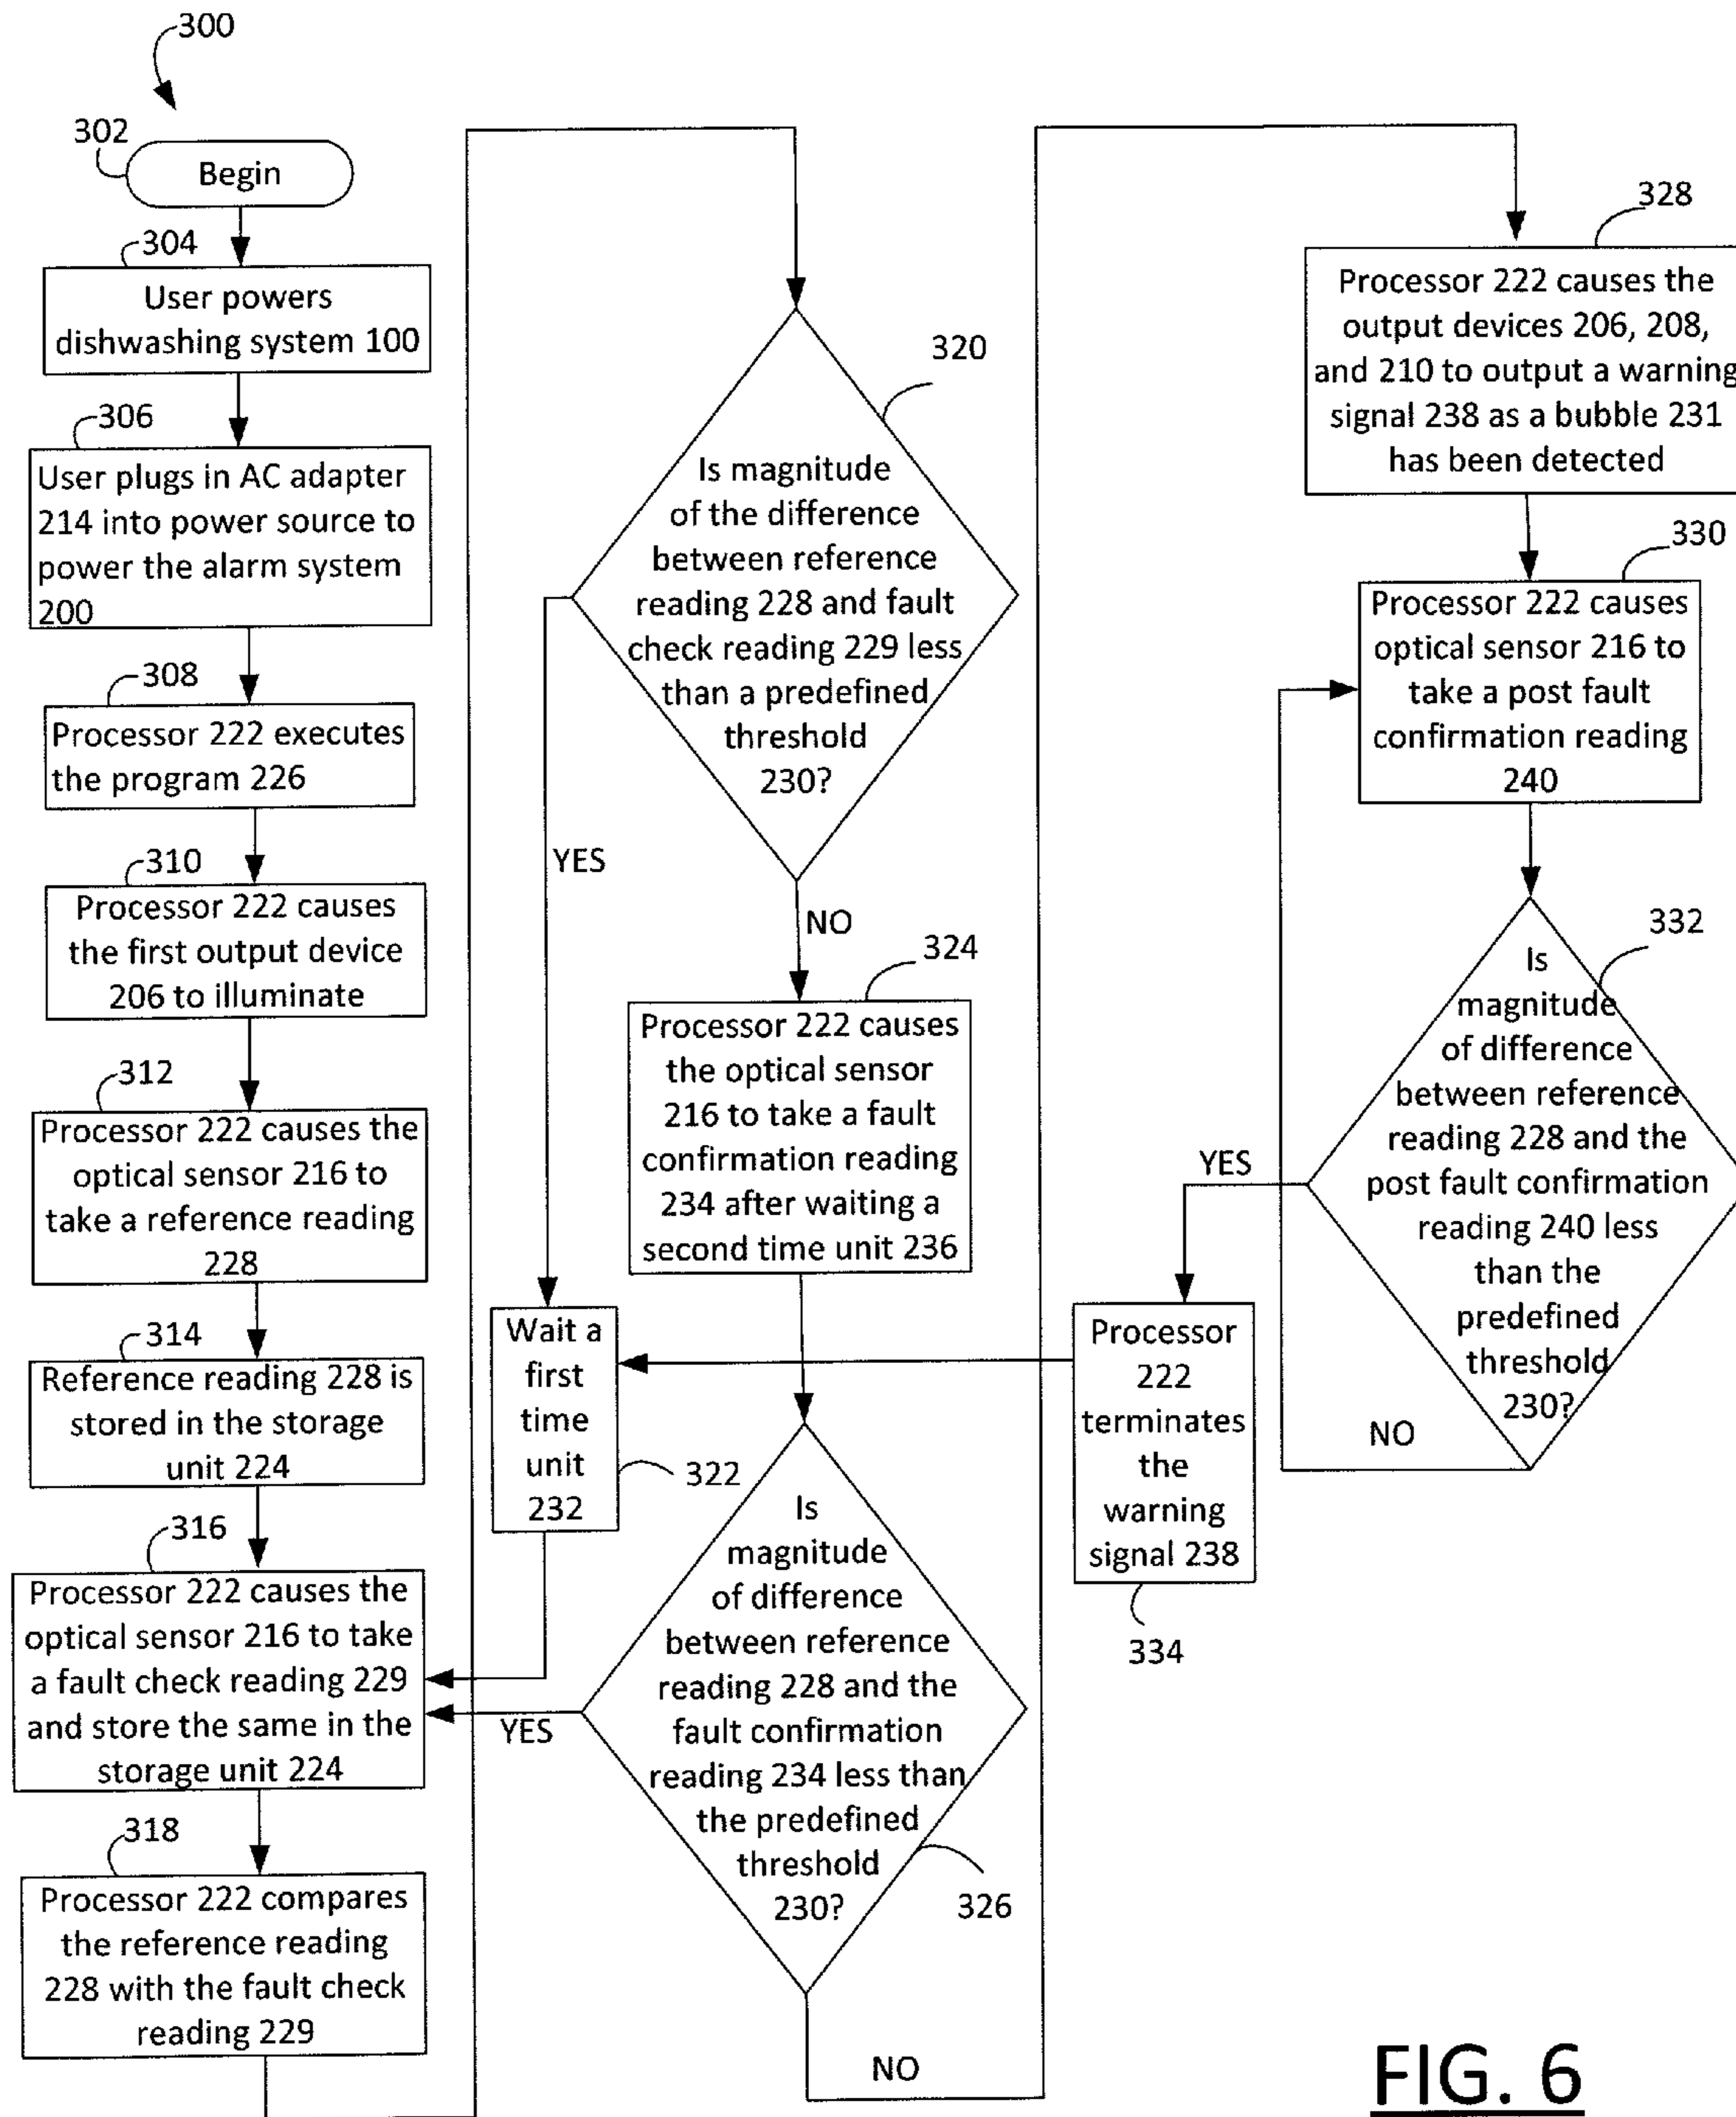 300
302
Begin
304
User powers
dishwashing system 100
306
User plugs in AC adapter
214 into power source to
power the alarm system
200
308
Processor 222 executes
the program 226
310
Processor 222 causes
the first output device
206 to illuminate
312
Processor 222 causes the
optical sensor 216 to
take a reference reading
228
314
Reference reading 228 is
stored in the storage
unit 224
316
Processor 222 causes the
optical sensor 216 to take
a fault check reading 229
and store the same in the
storage unit 224
318
Processor 222 compares
the reference reading
228 with the fault check
reading 229
320
Is magnitude
of the difference
between reference
reading 228 and fault
check reading 229 less
than a predefined
threshold
230?
YES
NO
324
Processor 222 causes
the optical sensor
216 to take a fault
confirmation reading
234 after waiting a
second time unit 236
Wait a
first
time
unit
232
322
Is
magnitude
of difference
between reference
reading 228 and the
fault confirmation
reading 234 less than
the predefined
threshold
230?
YES
326
NO
328
Processor 222 causes the
output devices 206, 208,
and 210 to output a warning
signal 238 as a bubble 231
has been detected
330
Processor 222 causes
optical sensor 216 to
take a post fault
confirmation reading
240
332
Is
magnitude
of difference
between reference
reading 228 and the
post fault confirmation
reading 240 less
than the
predefined
threshold
230?
YES
NO
Processor
222
terminates
the
warning
signal 238
334
FIG. 6